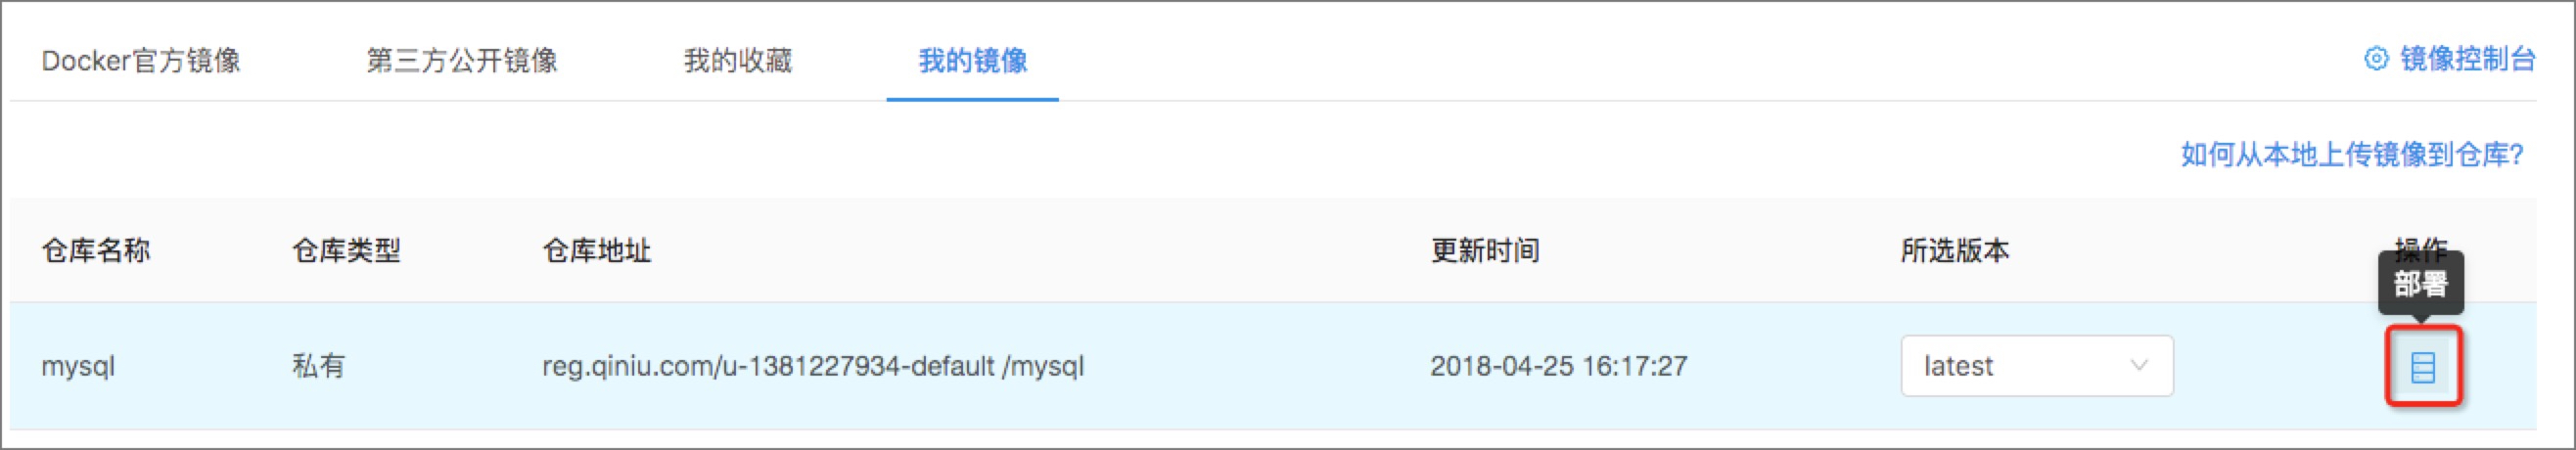 Docker官方镜像 第三方公开镜像 我的收藏 我的镜像 镜像控制台
如何从本地上传镜像到仓库?
仓库名称 仓库类型 仓库地址 更新时间 所选版本 操作
部署
mysql 私有 reg.qiniu.com/u-1381227934-default /mysql 2018-04-25 16:17:27 latest